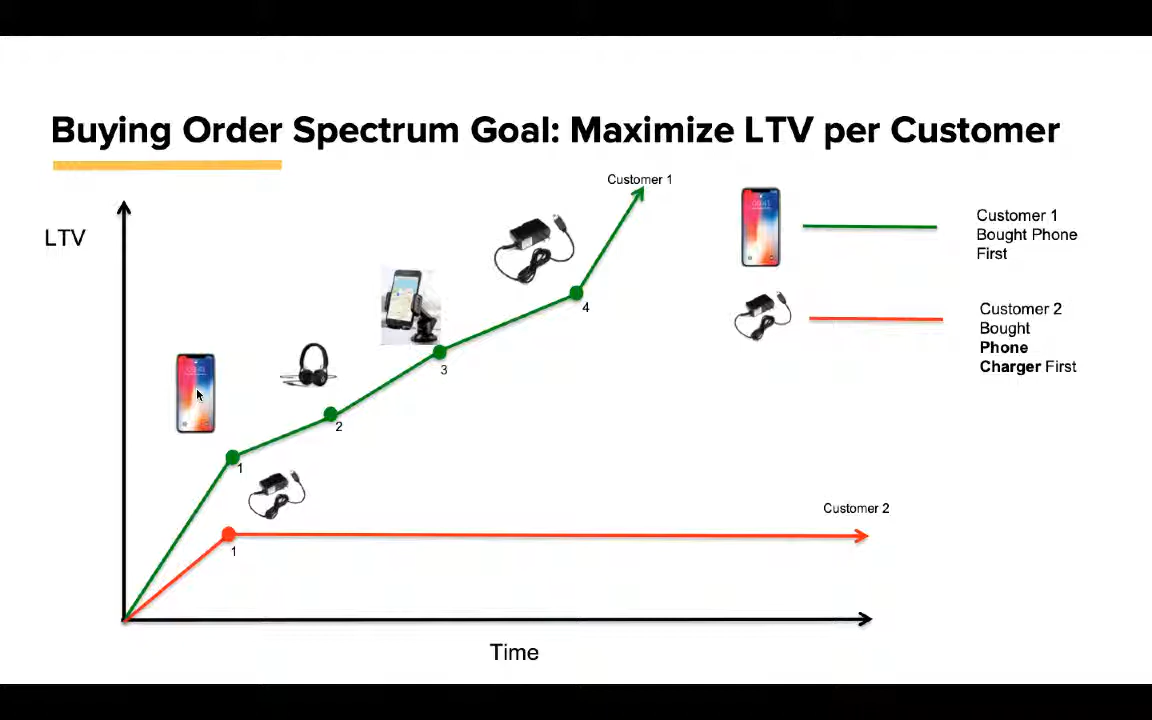 Buying Order Spectrum Goal: Maximize LTV per Customer
Customer 1
LTV
Customer 1
Bought Phone
First
4
Customer 2
Bought
Phone
Charger First
3
2
1
Customer 2
1
Time